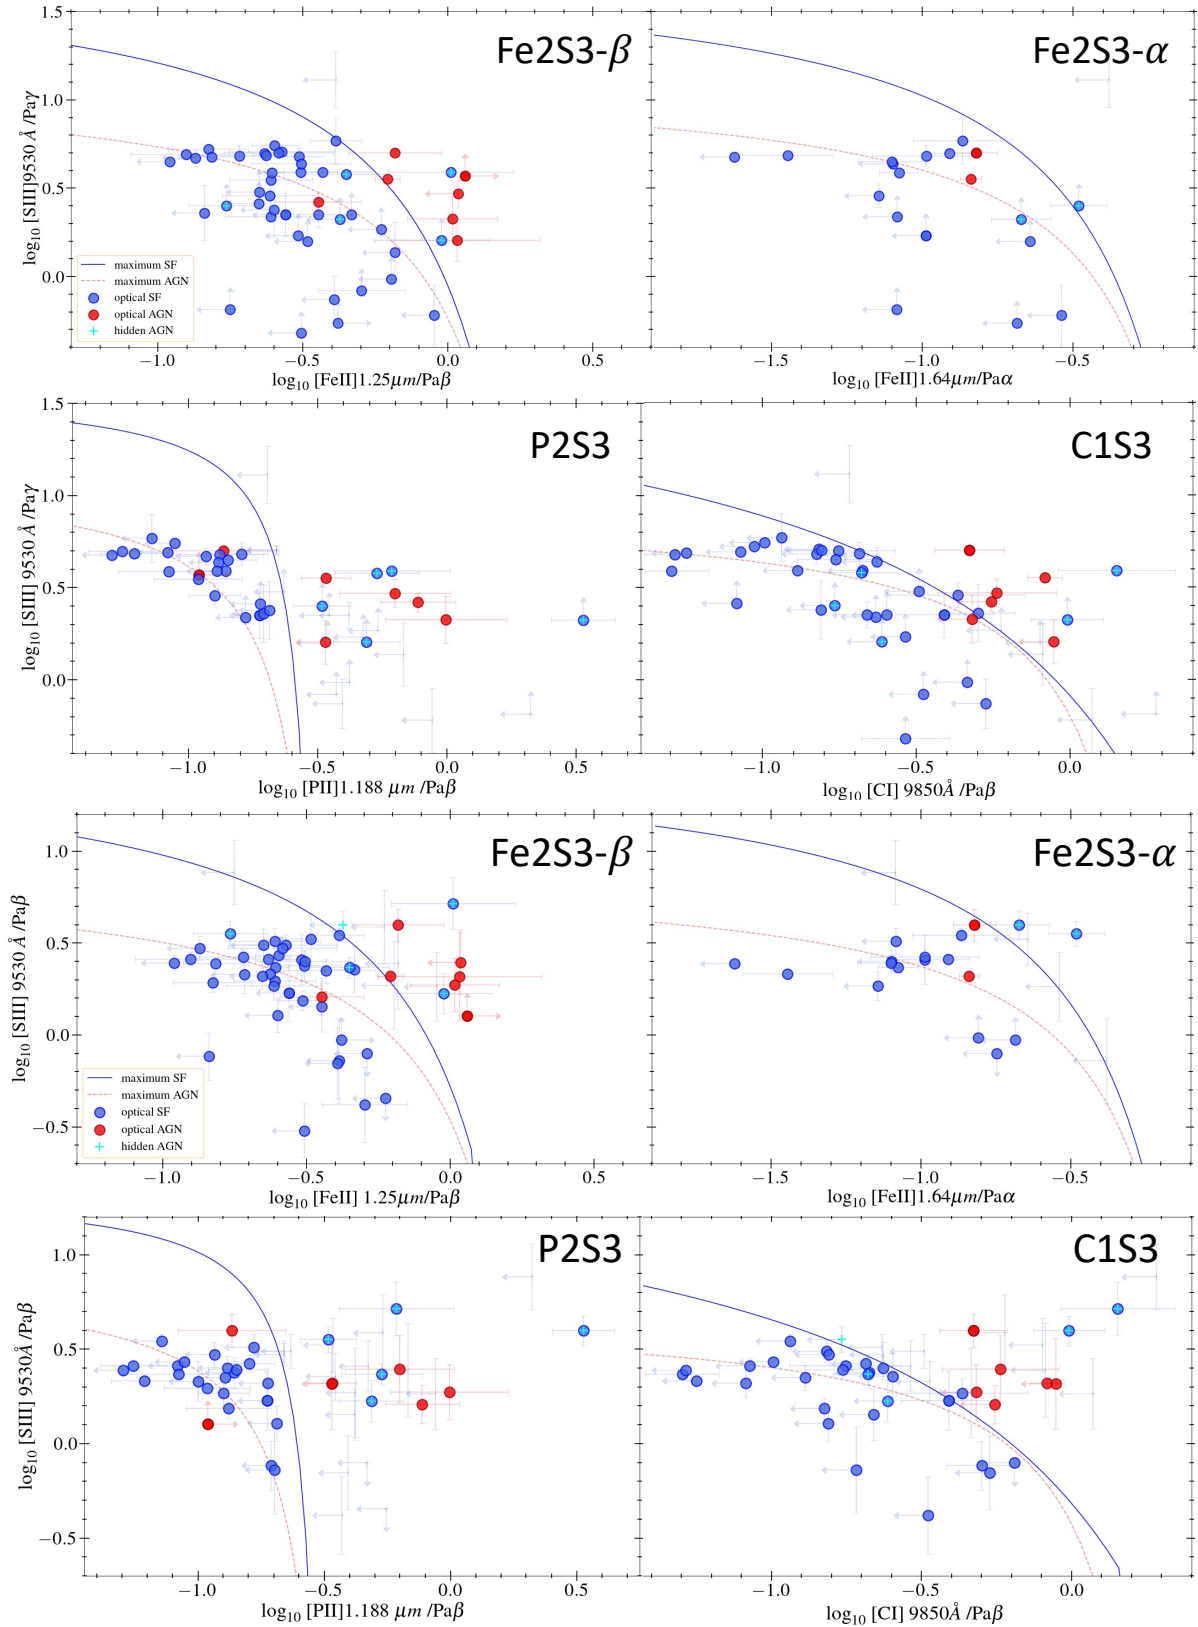 Fe2S3-β
Fe2S3-α
1.5
1.0
0.5
0.0
log₁₀ [SIII]9530 Å /Paγ
maximum SF
maximum AGN
optical SF
optical AGN
hidden AGN
−1.0 −0.5 0.0 0.5
−1.5 −1.0 −0.5
log₁₀ [FeII]1.25μm/Paβ
log₁₀ [FeII]1.64μm/Paα
P2S3
C1S3
1.5
1.0
0.5
0.0
log₁₀ [SIII] 9530 Å /Paγ
−1.0 −0.5 0.0 0.5
−1.0 −0.5 0.0
log₁₀ [PII]1.188 μm /Paβ
log₁₀ [CI] 9850Å /Paβ
Fe2S3-β
Fe2S3-α
1.0
0.5
0.0
−0.5
log₁₀ [SIII] 9530 Å /Paβ
maximum SF
maximum AGN
optical SF
optical AGN
hidden AGN
−1.0 −0.5 0.0 0.5
−1.5 −1.0 −0.5
log₁₀ [FeII] 1.25μm/Paβ
log₁₀ [FeII]1.64μm/Paα
P2S3
C1S3
1.0
0.5
0.0
−0.5
log₁₀ [SIII] 9530Å /Paβ
−1.0 −0.5 0.0 0.5
−1.0 −0.5 0.0
log₁₀ [PII]1.188 μm /Paβ
log₁₀ [CI] 9850Å /Paβ